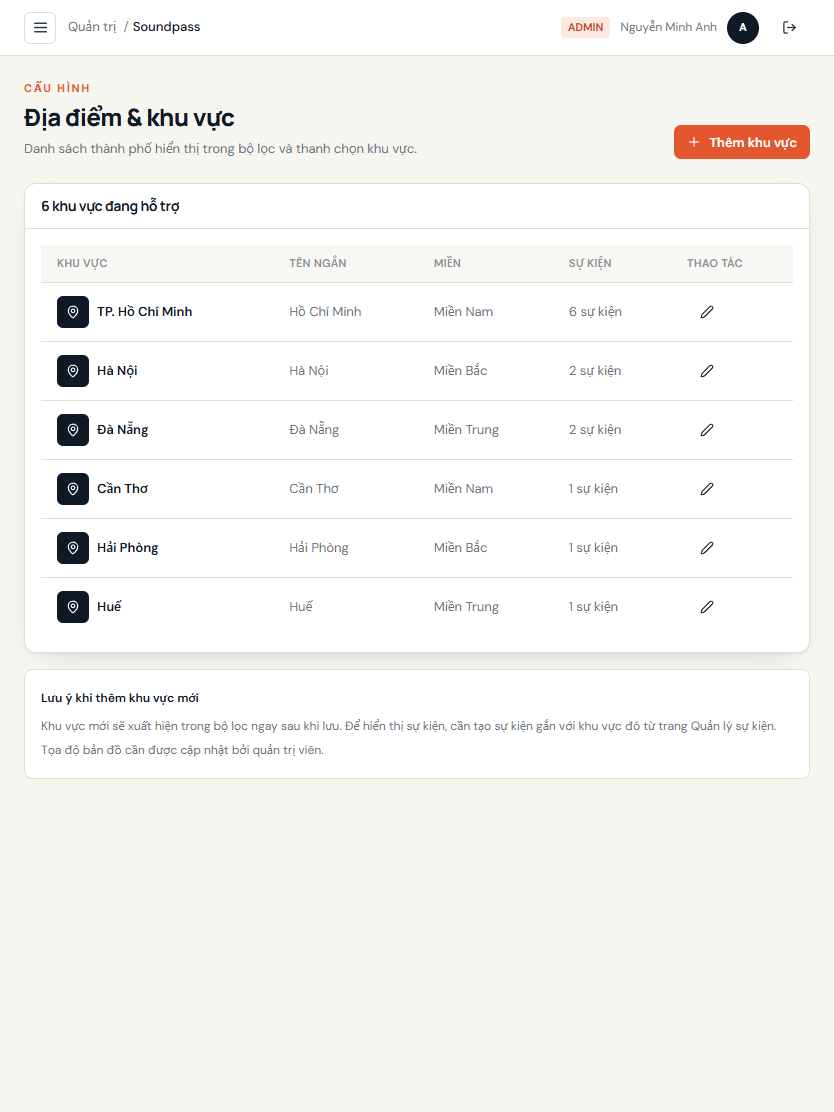 Quản trị / Soundpass
ADMIN Nguyễn Minh Anh A
CẤU HÌNH
Địa điểm & khu vực
Danh sách thành phố hiển thị trong bộ lọc và thanh chọn khu vực.
Thêm khu vực
6 khu vực đang hỗ trợ
KHU VỰC TÊN NGẮN MIỀN SỰ KIỆN THAO TÁC
TP. Hồ Chí Minh Hồ Chí Minh Miền Nam 6 sự kiện
Hà Nội Hà Nội Miền Bắc 2 sự kiện
Đà Nẵng Đà Nẵng Miền Trung 2 sự kiện
Cần Thơ Cần Thơ Miền Nam 1 sự kiện
Hải Phòng Hải Phòng Miền Bắc 1 sự kiện
Huế Huế Miền Trung 1 sự kiện
Lưu ý khi thêm khu vực mới
Khu vực mới sẽ xuất hiện trong bộ lọc ngay sau khi lưu. Để hiển thị sự kiện, cần tạo sự kiện gắn với khu vực đó từ trang Quản lý sự kiện.
Tọa độ bản đồ cần được cập nhật bởi quản trị viên.